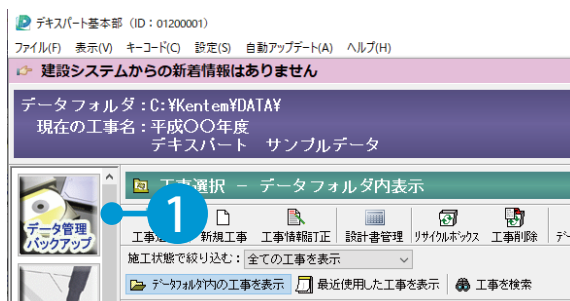 デキスパート基本部 (ID:01200001)
ファイル(F) 表示(V) キーコード(C) 設定(S) 自動アップデート(A) ヘルプ(H)
建設システムからの新着情報はありません
データフォルダ:C:¥Kentem¥DATA¥
現在の工事名:平成〇〇年度
デキスパート サンプルデータ
工事選択 - データフォルダ内表示
データ管理
バックアップ
1
新規工事 工事情報訂正 設計書管理 リサイクルボックス 工事削除
施工状態で絞り込む: 全ての工事を表示
データフォルダ内の工事を表示 最近使用した工事を表示 工事を検索